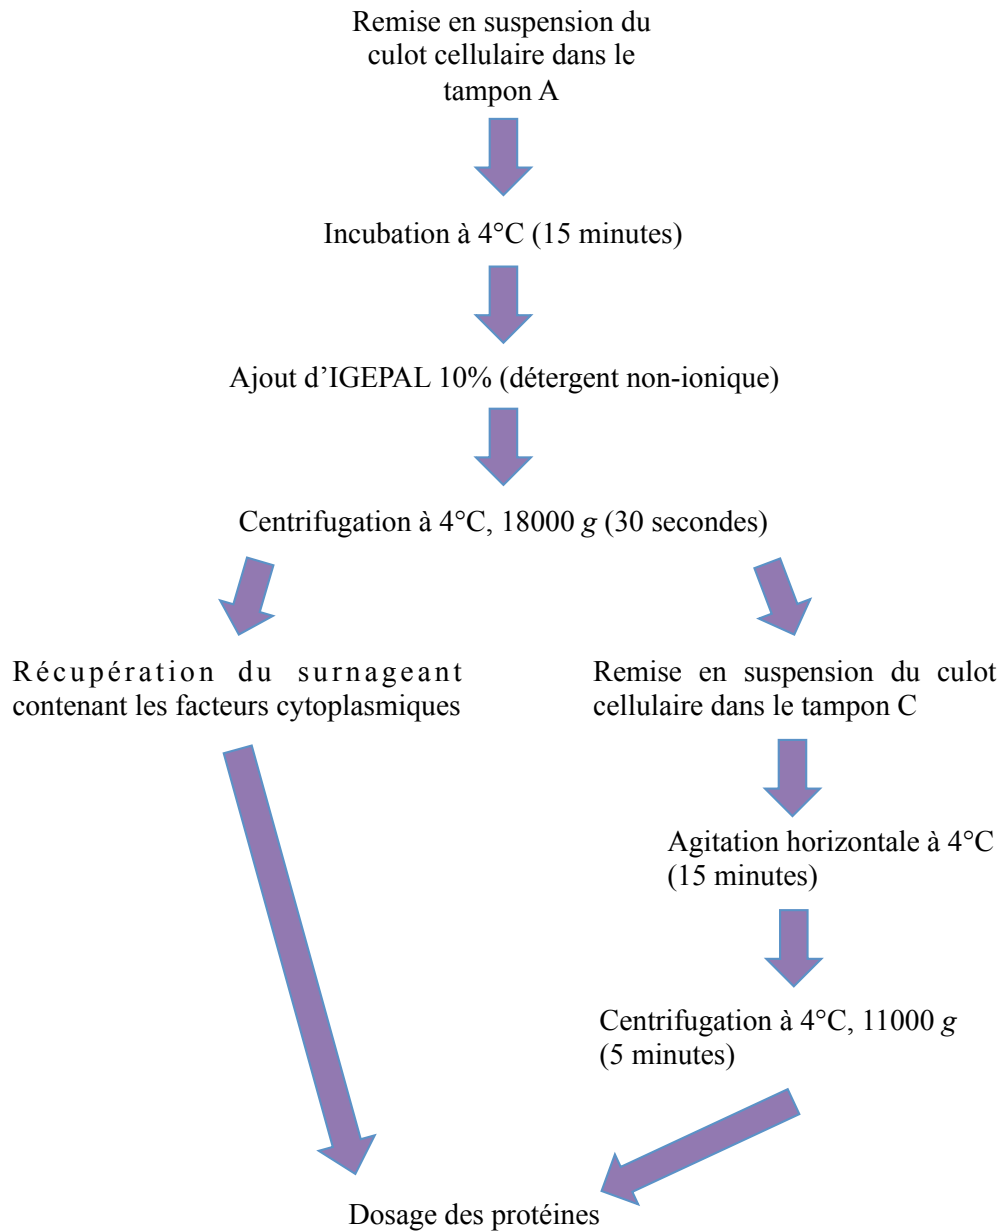 Remise en suspension du
culot cellulaire dans le
tampon A
Incubation à 4°C (15 minutes)
Ajout d’IGEPAL 10% (détergent non-ionique)
Centrifugation à 4°C, 18000 g (30 secondes)
Récupération du surnageant
contenant les facteurs cytoplasmiques
Remise en suspension du culot
cellulaire dans le tampon C
Agitation horizontale à 4°C
(15 minutes)
Centrifugation à 4°C, 11000 g
(5 minutes)
Dosage des protéines